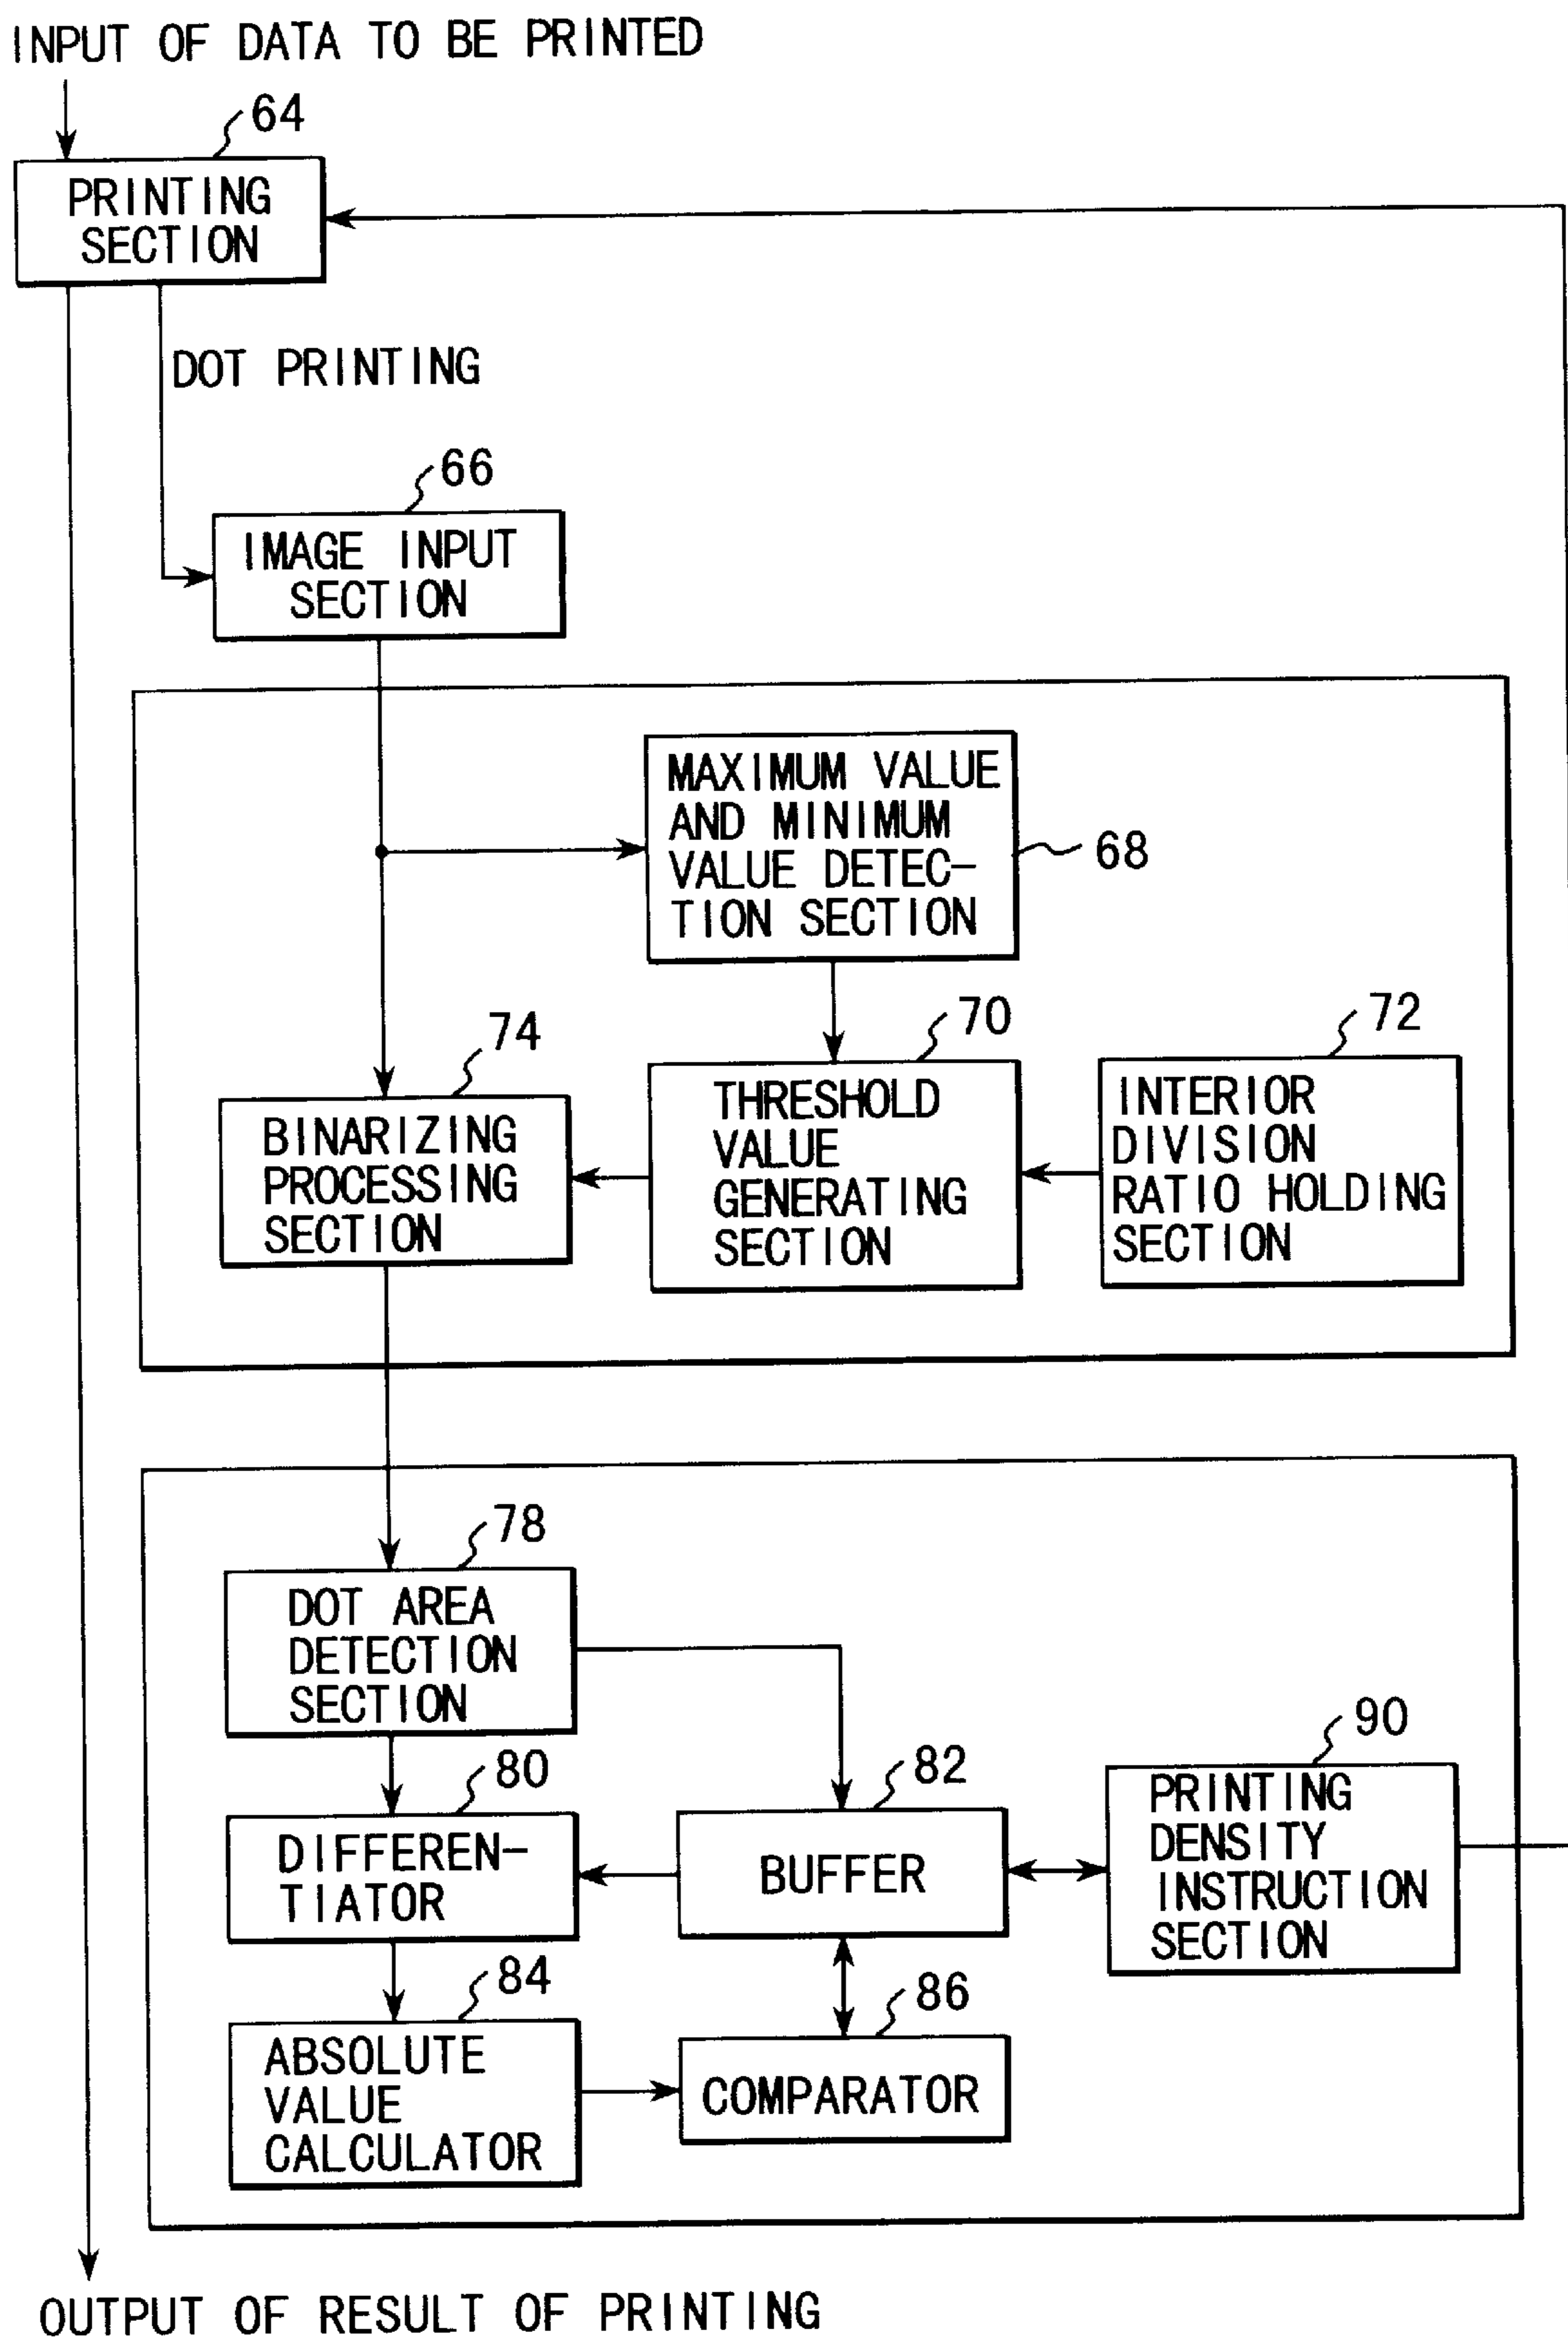 INPUT OF DATA TO BE PRINTED
64
PRINTING
SECTION
DOT PRINTING
66
IMAGE INPUT
SECTION
MAXIMUM VALUE
AND MINIMUM
VALUE DETEC-
TION SECTION
68
74
BINARIZING
PROCESSING
SECTION
70
THRESHOLD
VALUE
GENERATING
SECTION
72
INTERIOR
DIVISION
RATIO HOLDING
SECTION
78
DOT AREA
DETECTION
SECTION
80
DIFFEREN-
TIATOR
82
BUFFER
90
PRINTING
DENSITY
INSTRUCTION
SECTION
84
ABSOLUTE
VALUE
CALCULATOR
86
COMPARATOR
OUTPUT OF RESULT OF PRINTING